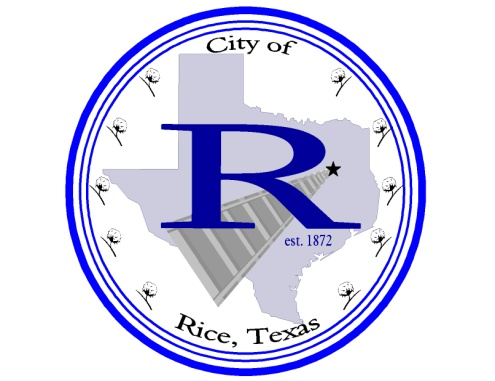 City of
R
est. 1872
Rice, Texas